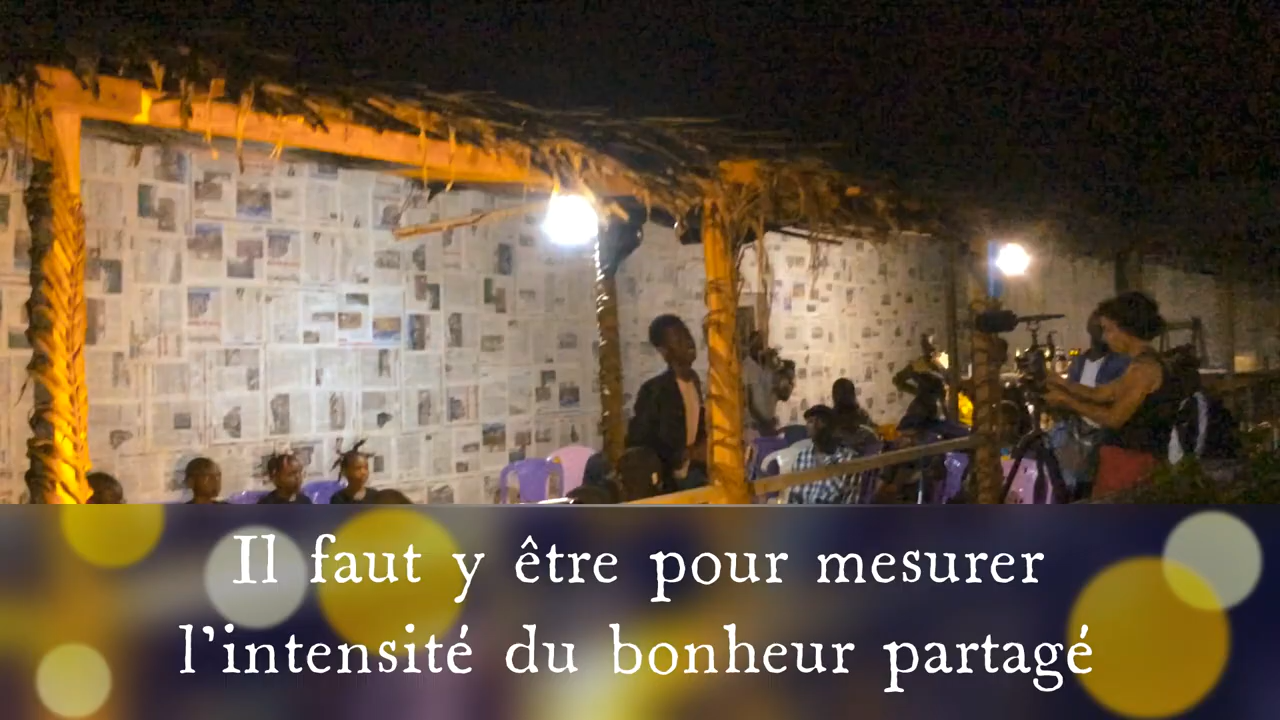 Il faut y être pour mesurer
l'intensité du bonheur partagé